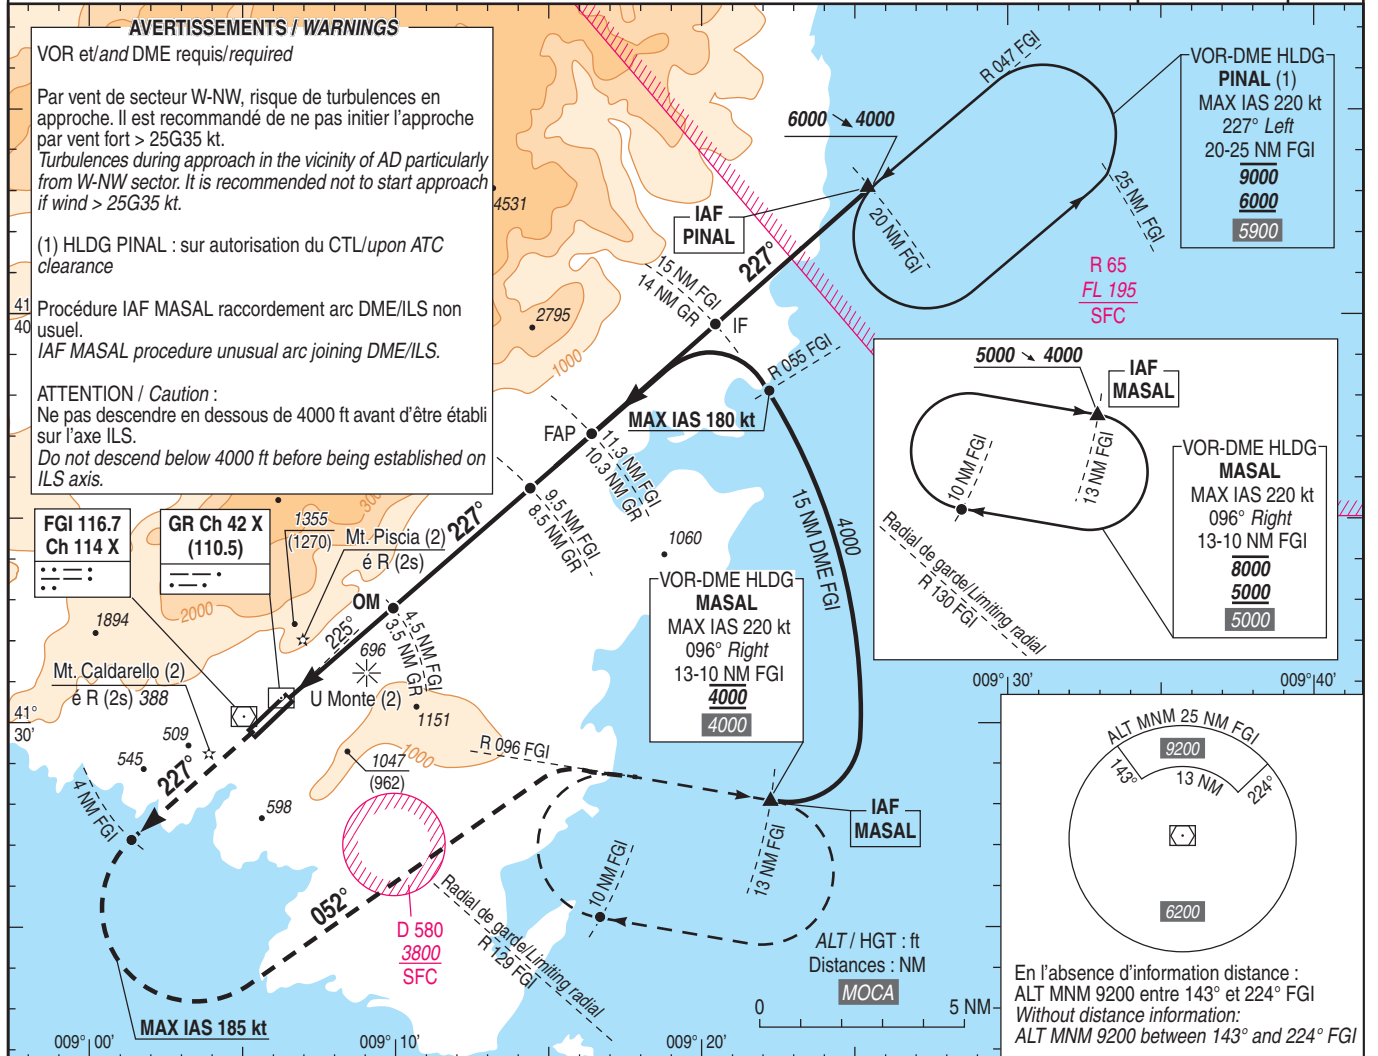 AVERTISSEMENTS / WARNINGS
VOR et/and DME requis/required
Par vent de secteur W-NW, risque de turbulences en
approche. Il est recommandé de ne pas initier l'approche
par vent fort > 25G35 kt.
Turbulences during approach in the vicinity of AD particularly
from W-NW sector. It is recommended not to start approach
if wind > 25G35 kt.
(1) HLDG PINAL : sur autorisation du CTL/upon ATC
clearance
Procédure IAF MASAL raccordement arc DME/ILS non
usuel.
IAF MASAL procedure unusual arc joining DME/ILS.
ATTENTION / Caution :
Ne pas descendre en dessous de 4000 ft avant d'être établi
sur l'axe ILS.
Do not descend below 4000 ft before being established on
ILS axis.
41
40
4531
2795
1000
R 047 FGI
6000 ↘ 4000
IAF
PINAL
20 NM FGI
25 NM FGI
227°
VOR-DME HLDG
PINAL (1)
MAX IAS 220 kt
227° Left
20-25 NM FGI
9000
6000
5900
R 65
FL 195
SFC
15 NM FGI
14 NM GR
IF
R 055 FGI
MAX IAS 180 kt
FAP
11.3 NM FGI
10.3 NM GR
9.5 NM FGI
8.5 NM GR
227°
15 NM DME FGI
4000
1060
5000 ↘ 4000
IAF
MASAL
10 NM FGI
13 NM FGI
Radial de garde/Limiting radial
R 130 FGI
VOR-DME HLDG
MASAL
MAX IAS 220 kt
096° Right
13-10 NM FGI
8000
5000
5000
FGI 116.7
Ch 114 X
GR Ch 42 X
(110.5)
300
1355
(1270)
Mt. Piscia (2)
é R (2s)
2000
1894
OM
225°
4.5 NM FGI
3.5 NM GR
696
U Monte (2)
1151
Mt. Caldarello (2)
é R (2s) 388
41°
30'
509
545
598
1047
(962)
1000
227°
4 NM FGI
VOR-DME HLDG
MASAL
MAX IAS 220 kt
096° Right
13-10 NM FGI
4000
4000
R 096 FGI
IAF
MASAL
13 NM FGI
10 NM FGI
052°
D 580
3800
SFC
Radial de garde/Limiting radial
R 129 FGI
MAX IAS 185 kt
ALT / HGT : ft
Distances : NM
MOCA
0
5 NM
009° 00'
009° 10'
009° 20'
009° 30'
009° 40'
ALT MNM 25 NM FGI
9200
143°
13 NM
224°
6200
En l'absence d'information distance :
ALT MNM 9200 entre 143° et 224° FGI
Without distance information:
ALT MNM 9200 between 143° and 224° FGI